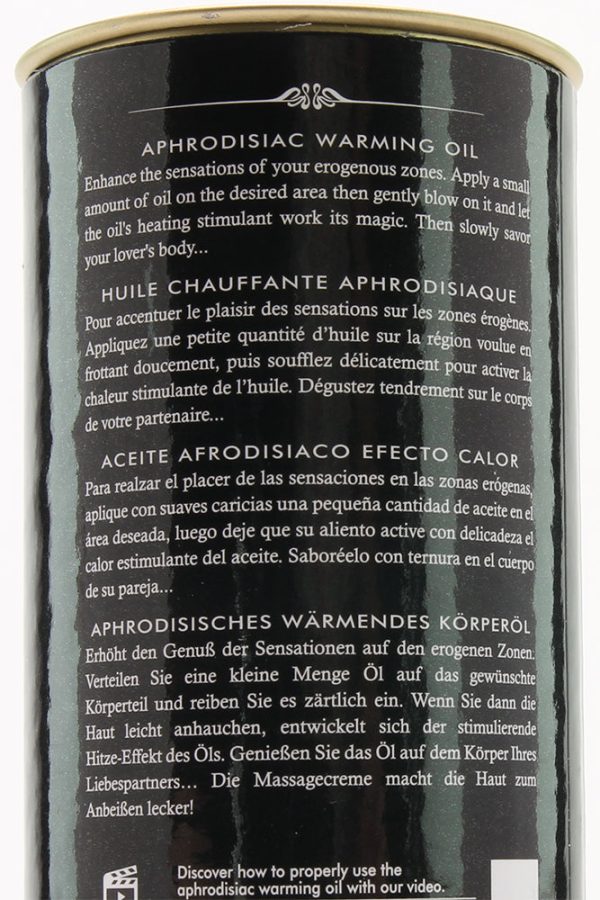 APHRODISIAC WARMING OIL
Enhance the sensations of your erogenous zones. Apply a small
amount of oil on the desired area then gently blow on it and let
the oil's heating stimulant work its magic. Then slowly savor
your lover's body...
HUILE CHAUFFANTE APHRODISIAQUE
Pour accentuer le plaisir des sensations sur les zones érogènes.
Appliquez une petite quantité d’huile sur la région voulue en
frottant doucement, puis soufflez délicatement pour activer la
chaleur stimulante de l’huile. Dégustez tendrement sur le corps
de votre partenaire...
ACEITE AFRODISIACO EFECTO CALOR
Para realzar el placer de las sensaciones en las zonas erógenas,
aplique con suaves caricias una pequeña cantidad de aceite en el
área deseada, luego deje que su aliento active con delicadeza el
calor estimulante del aceite. Saboréelo con ternura en el cuerpo
de su pareja...
APHRODISISCHES WÄRMENDES KÖRPERÖL
Erhöht den Genuß der Sensationen auf den erogenen Zonen.
Verteilen Sie eine kleine Menge Öl auf das gewünschte
Körperteil und reiben Sie es zärtlich ein. Wenn Sie dann die
Haut leicht anhauchen, entwickelt sich der stimulierende
Hitze-Effekt des Öls. Genießen Sie das Öl auf dem Körper Ihres
Liebespartners... Die Massagecreme macht die Haut zum
Anbeißen lecker!
Discover how to properly use the
aphrodisiac warming oil with our video.